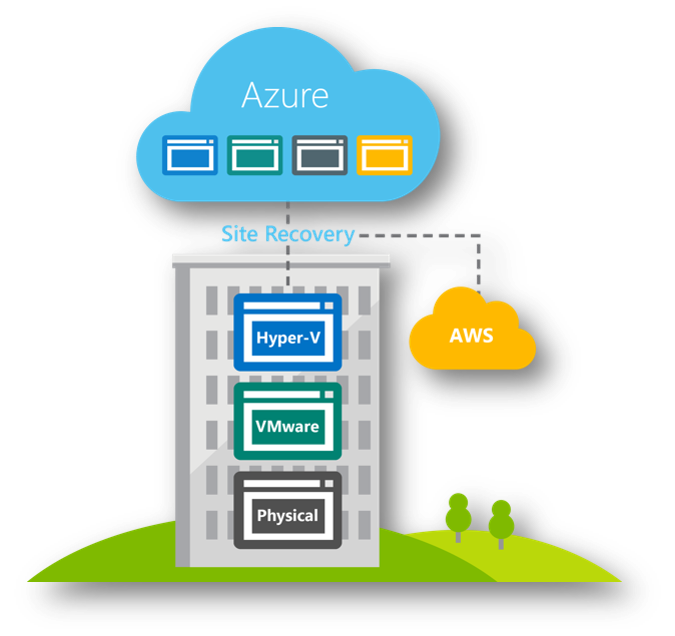 Azure
Site Recovery
Hyper-V
AWS
VMware
Physical